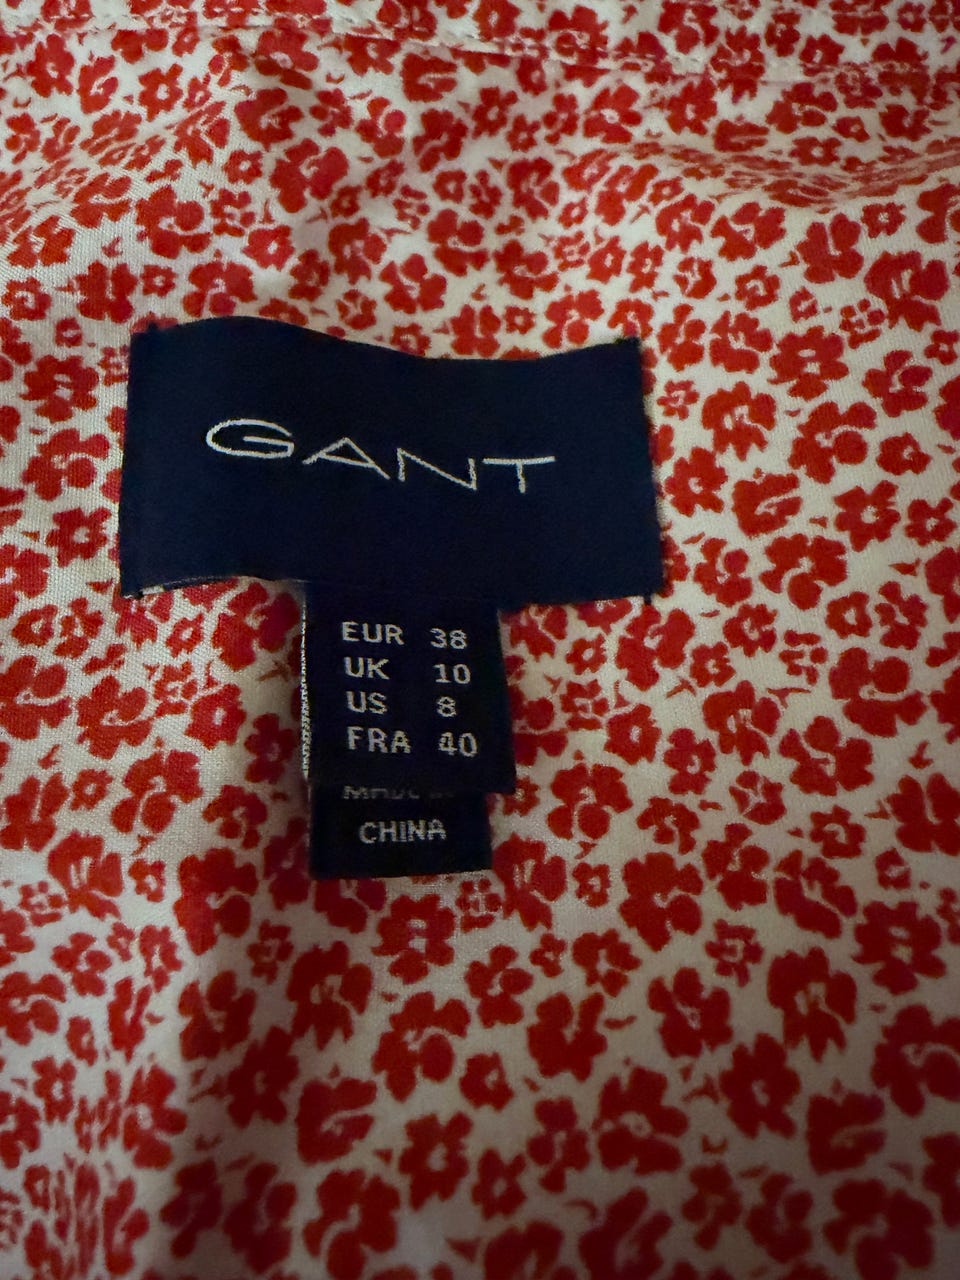 GANT
EUR 38
UK 10
US 8
FRA 40
CHINA